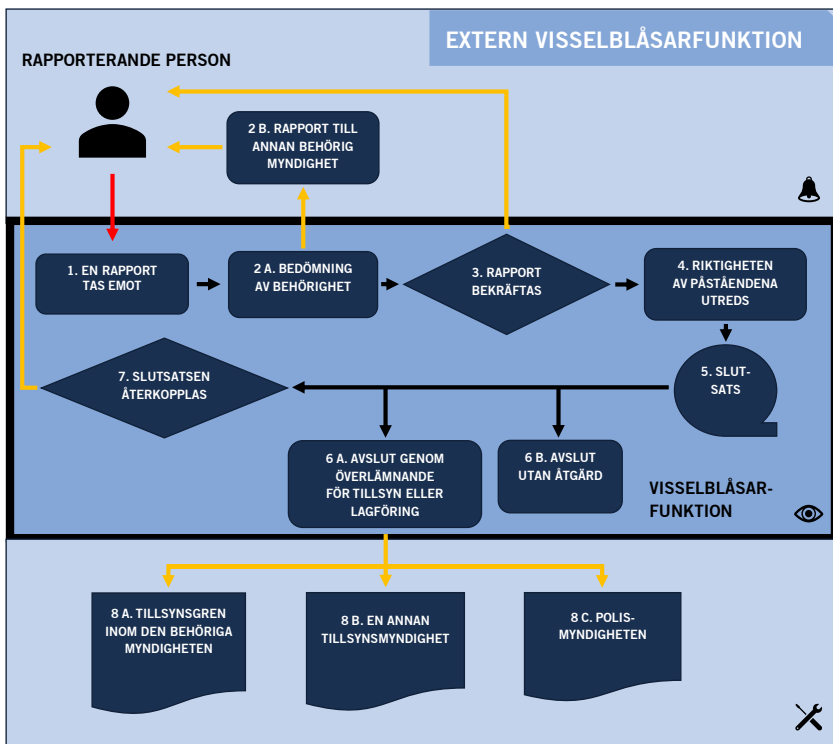 EXTERN VISSELBLÅSARFUNKTION
RAPPORTERANDE PERSON
2 B. RAPPORT TILL
ANNAN BEHÖRIG
MYNDIGHET
1. EN RAPPORT
TAS EMOT
2 A. BEDÖMNING
AV BEHÖRIGHET
3. RAPPORT
BEKRÄFTAS
4. RIKTIGHETEN
AV PÅSTÅENDENA
UTREDS
7. SLUTSATSEN
ÅTERKOPPLAS
5. SLUT-
SATS
6 A. AVSLUT GENOM
ÖVERLÄMNANDE
FÖR TILLSYN ELLER
LAGFÖRING
6 B. AVSLUT
UTAN ÅTGÄRD
VISSELBLÅSAR-
FUNKTION
8 A. TILLSYNSGREN
INOM DEN BEHÖRIGA
MYNDIGHETEN
8 B. EN ANNAN
TILLSYNSMYNDIGHET
8 C. POLIS-
MYNDIGHETEN